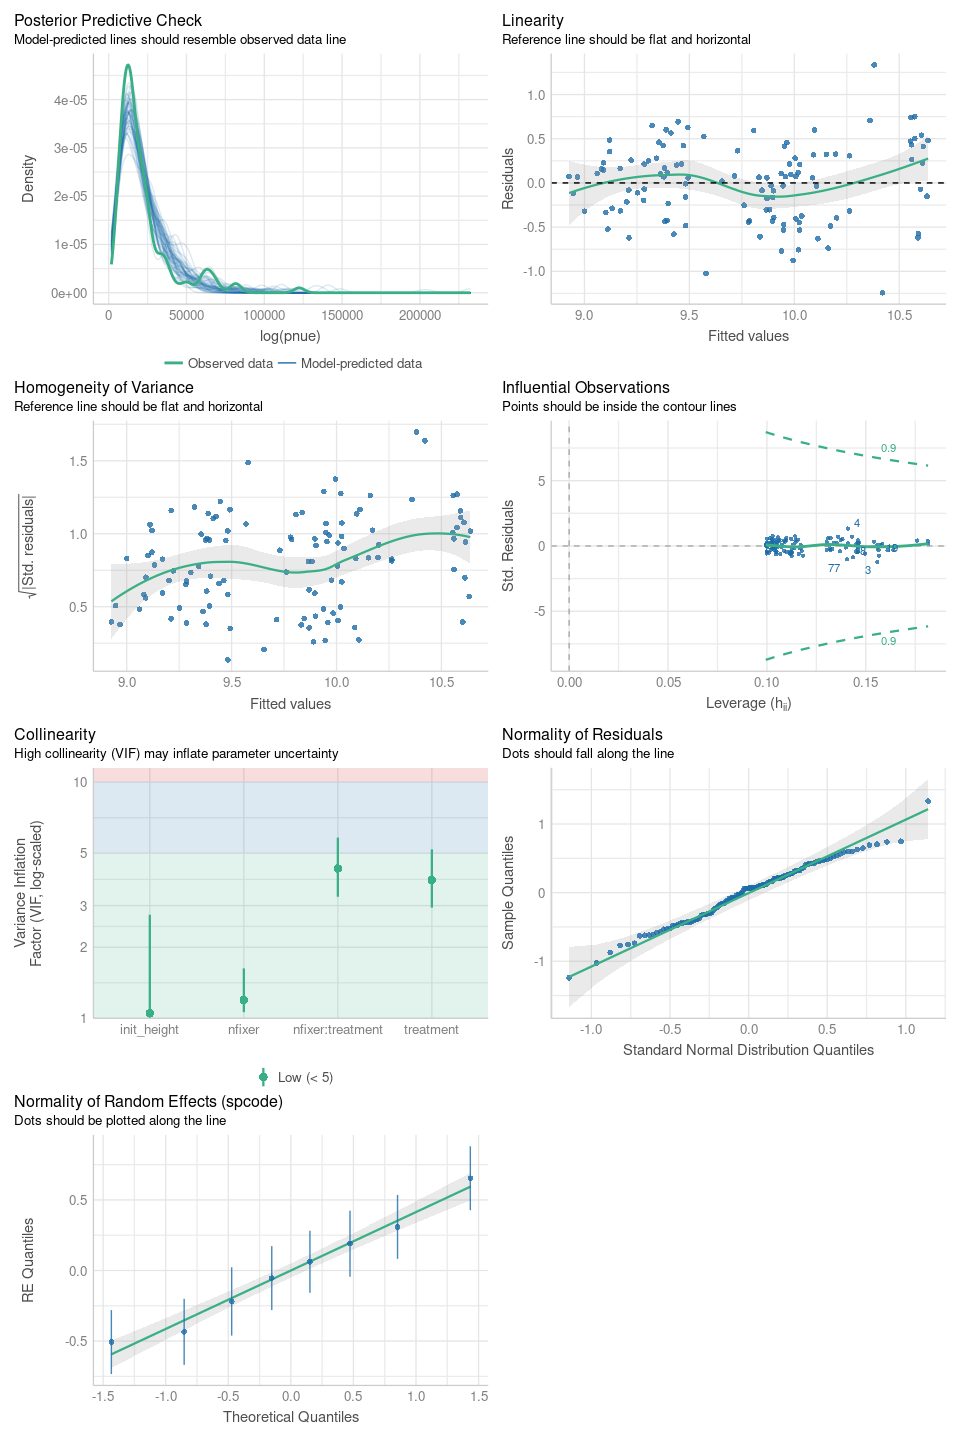 Posterior Predictive Check
Model-predicted lines should resemble observed data line
Density
4e-05
3e-05
2e-05
1e-05
0e+00
0 50000 100000 150000 200000
log(pnue)
Observed data Model-predicted data
Linearity
Reference line should be flat and horizontal
Residuals
1.0
0.5
0.0
-0.5
-1.0
9.0 9.5 10.0 10.5
Fitted values
Homogeneity of Variance
Reference line should be flat and horizontal
√|Std. residuals|
1.5
1.0
0.5
9.0 9.5 10.0 10.5
Fitted values
Influential Observations
Points should be inside the contour lines
Std. Residuals
5
0
-5
0.9
4
77
3
0.9
0.00 0.05 0.10 0.15
Leverage (hii)
Collinearity
High collinearity (VIF) may inflate parameter uncertainty
Variance Inflation
Factor (VIF, log-scaled)
10
5
3
2
1
init_height nfixer nfixer:treatment treatment
Low (< 5)
Normality of Residuals
Dots should fall along the line
Sample Quantiles
1
0
-1
-1.0 -0.5 0.0 0.5 1.0
Standard Normal Distribution Quantiles
Normality of Random Effects (spcode)
Dots should be plotted along the line
RE Quantiles
0.5
0.0
-0.5
-1.5 -1.0 -0.5 0.0 0.5 1.0 1.5
Theoretical Quantiles